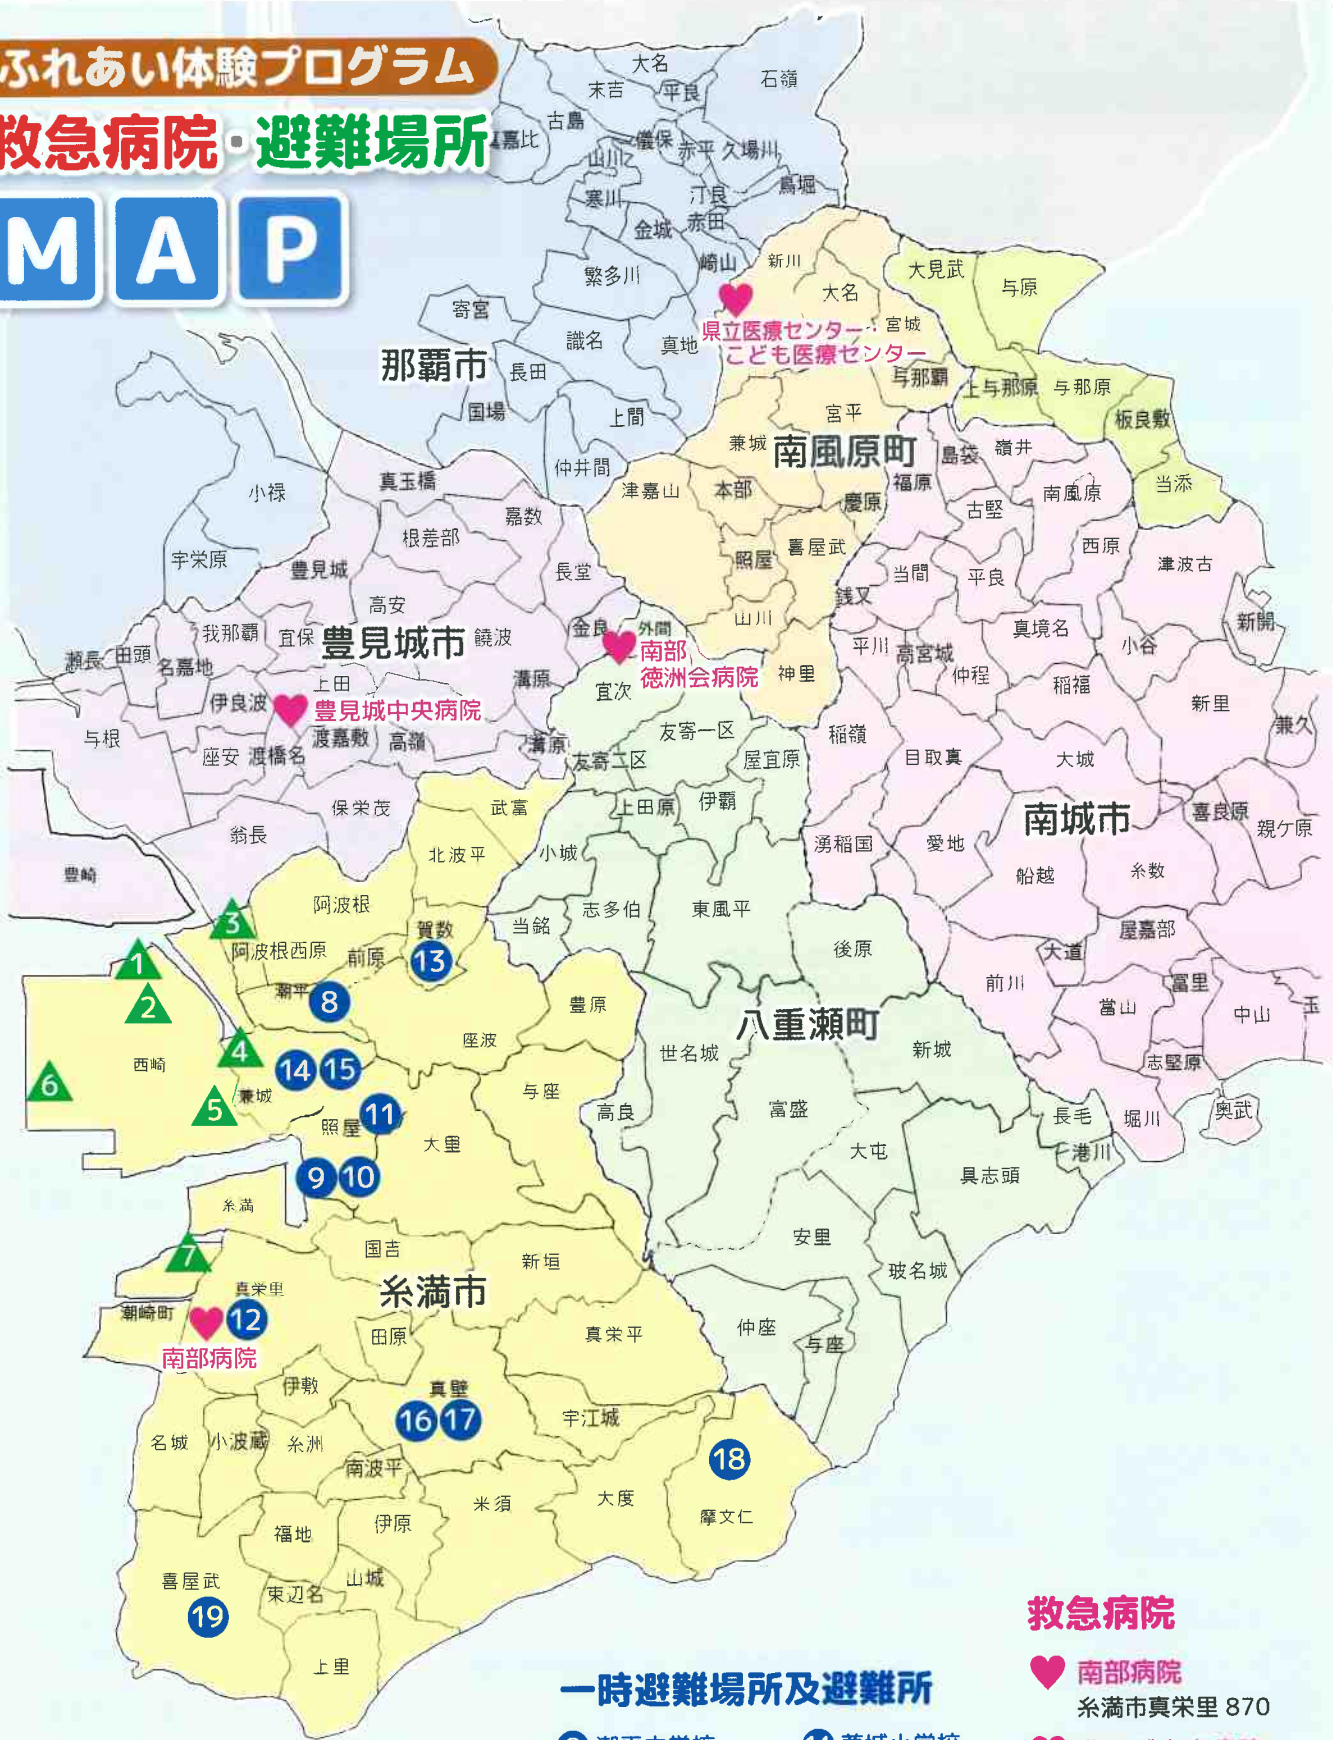 ふれあい体験プログラム
救急病院・避難場所
MAP
大名
石嶺
末吉
平良
古島
嘉比
儀保
山川
赤平
久場川
鳥堀
寒川
汀良
赤田
金城
崎山
繁多川
寄宮
識名
真地
那覇市
長田
国場
上間
仲井間
小禄
宇栄原
新川
大名
県立医療センター・
こども医療センター
宮城
与那覇
宮平
兼城
南風原町
津嘉山
本部
慶原
照屋
喜屋武
山川
神里
大見武
与原
上与那原
与那原
板良敷
当添
真玉橋
嘉数
根差部
豊見城
長堂
高安
我那覇
宜保
豊見城市
饒波
金良
瀬長
田頭
名嘉地
上田
溝原
伊良波
豊見城中央病院
与根
座安
渡橋名
渡嘉敷
高嶺
溝原
保栄茂
翁長
豊崎
外間
南部
徳洲会病院
宜次
友寄一区
友寄二区
屋宜原
上田原
伊覇
小城
志多伯
東風平
当銘
後原
八重瀬町
世名城
新城
高良
富盛
大屯
具志頭
長毛
港川
安里
玻名城
仲座
与座
島袋
嶺井
福原
古堅
南風原
西原
津波古
当間
平良
銭又
新開
平川
高宮城
真境名
小谷
仲程
稲福
新里
稲嶺
目取真
大城
兼久
南城市
喜良原
親ケ原
湧稲国
愛地
船越
糸数
屋嘉部
大道
前川
富里
當山
中山
玉
志堅原
堀川
奥武
武富
北波平
阿波根
3
阿波根西原
前原
賀数
13
1
2
潮平
8
豊原
座波
西崎
4
14
15
6
5
兼城
与座
11
照屋
大里
9
10
糸満
国吉
新垣
7
真栄里
糸満市
潮崎町
12
南部病院
田原
真栄平
伊敷
真壁
16
17
宇江城
名城
小波蔵
糸洲
南波平
18
米須
大度
摩文仁
福地
伊原
喜屋武
束辺名
山城
19
上里
一時避難場所及避難所
救急病院
南部病院
糸満市真栄里 870